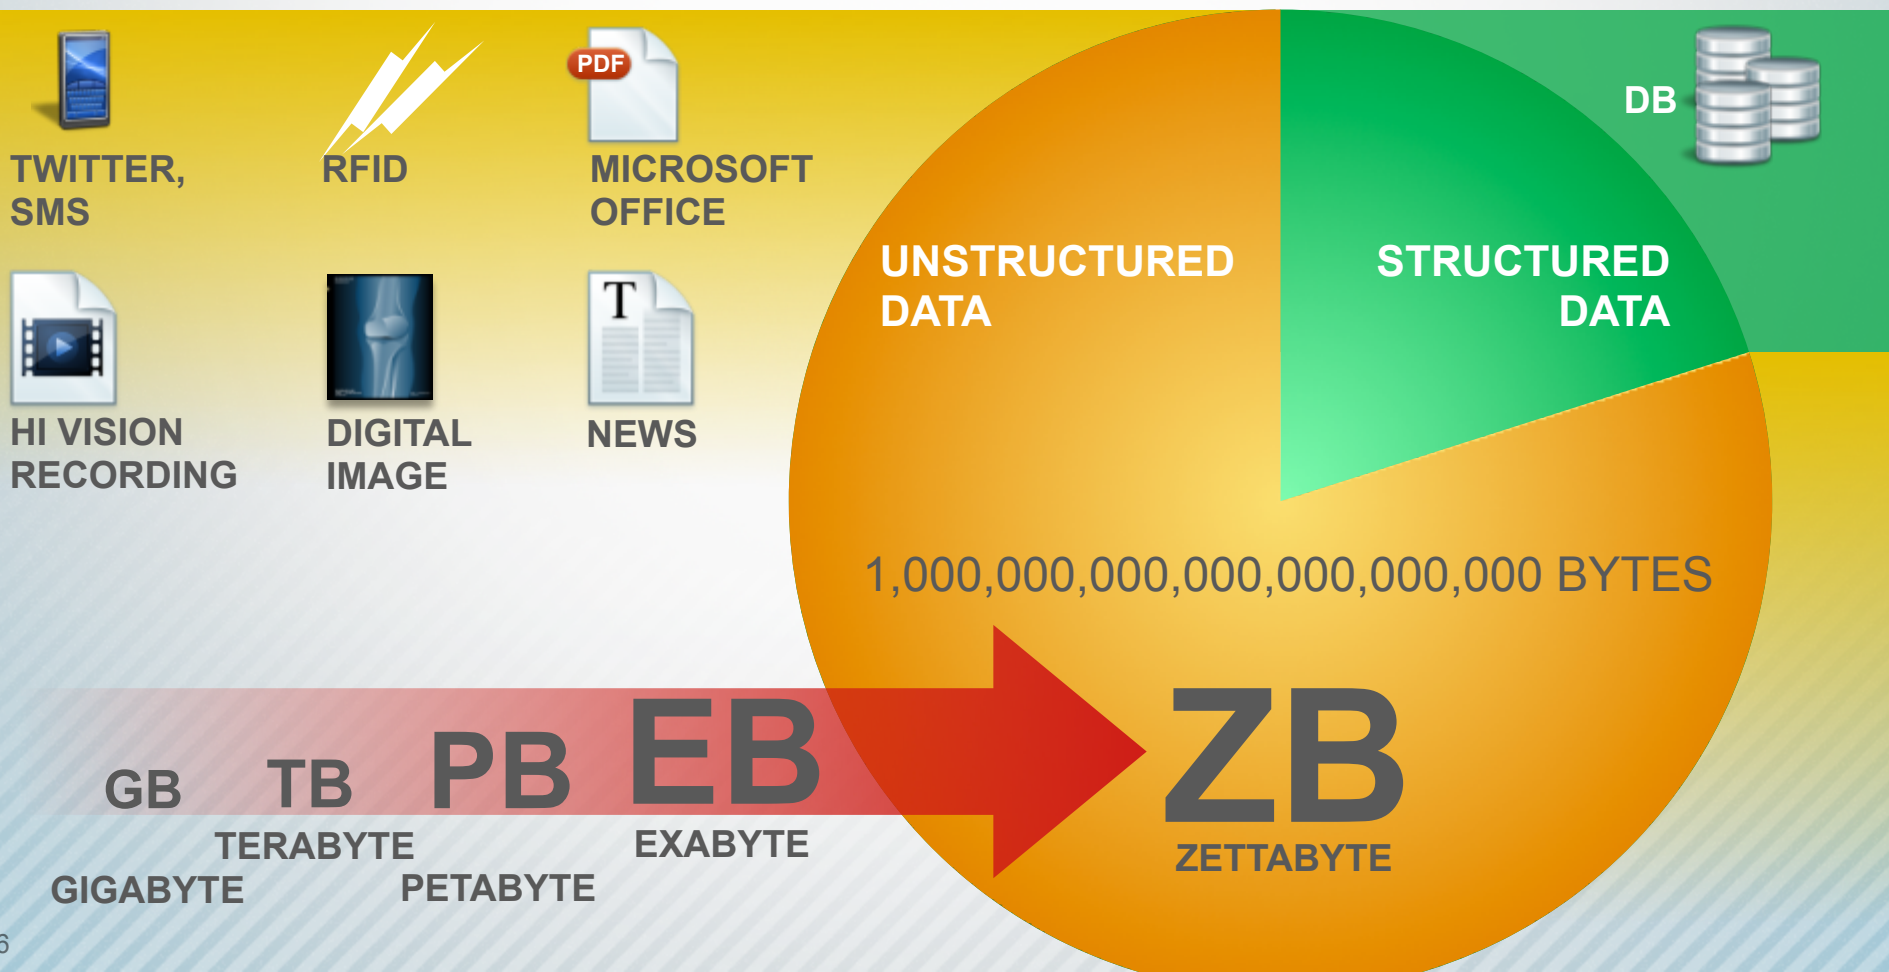 PDF
TWITTER,
SMS
RFID
MICROSOFT
OFFICE
T
HI VISION
RECORDING
DIGITAL
IMAGE
NEWS
DB
UNSTRUCTURED
DATA
STRUCTURED
DATA
1,000,000,000,000,000,000,000 BYTES
GB
TB
PB
EB
ZB
GIGABYTE
TERABYTE
PETABYTE
EXABYTE
ZETTABYTE
6